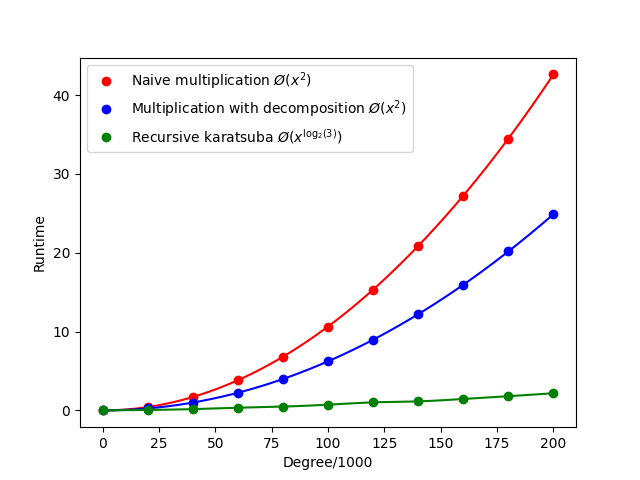 Naive multiplication Ø(x²)
Multiplication with decomposition Ø(x²)
Recursive karatsuba Ø(x^log₂(3))
40
30
20
10
0
Runtime
0 25 50 75 100 125 150 175 200
Degree/1000